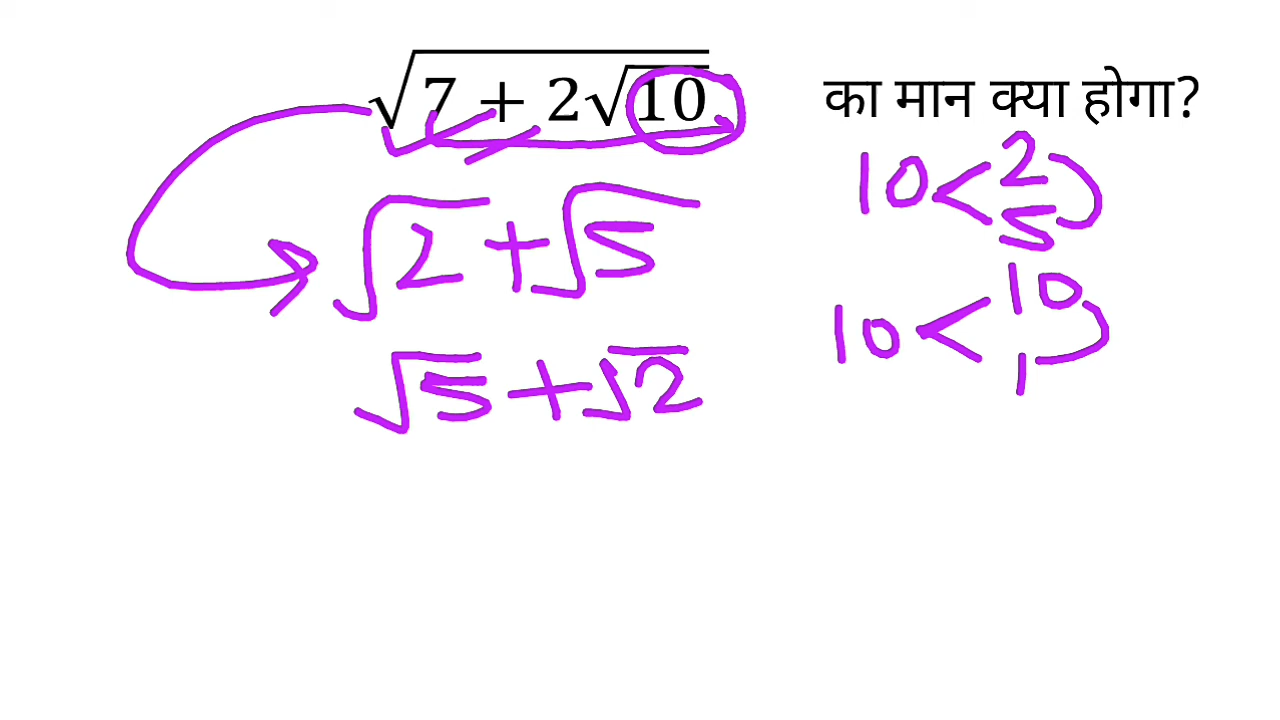 √(7 + 2√10) का मान क्या होगा?
10 < 2
5
√2 + √5
10 < 10
1
√5 + √2